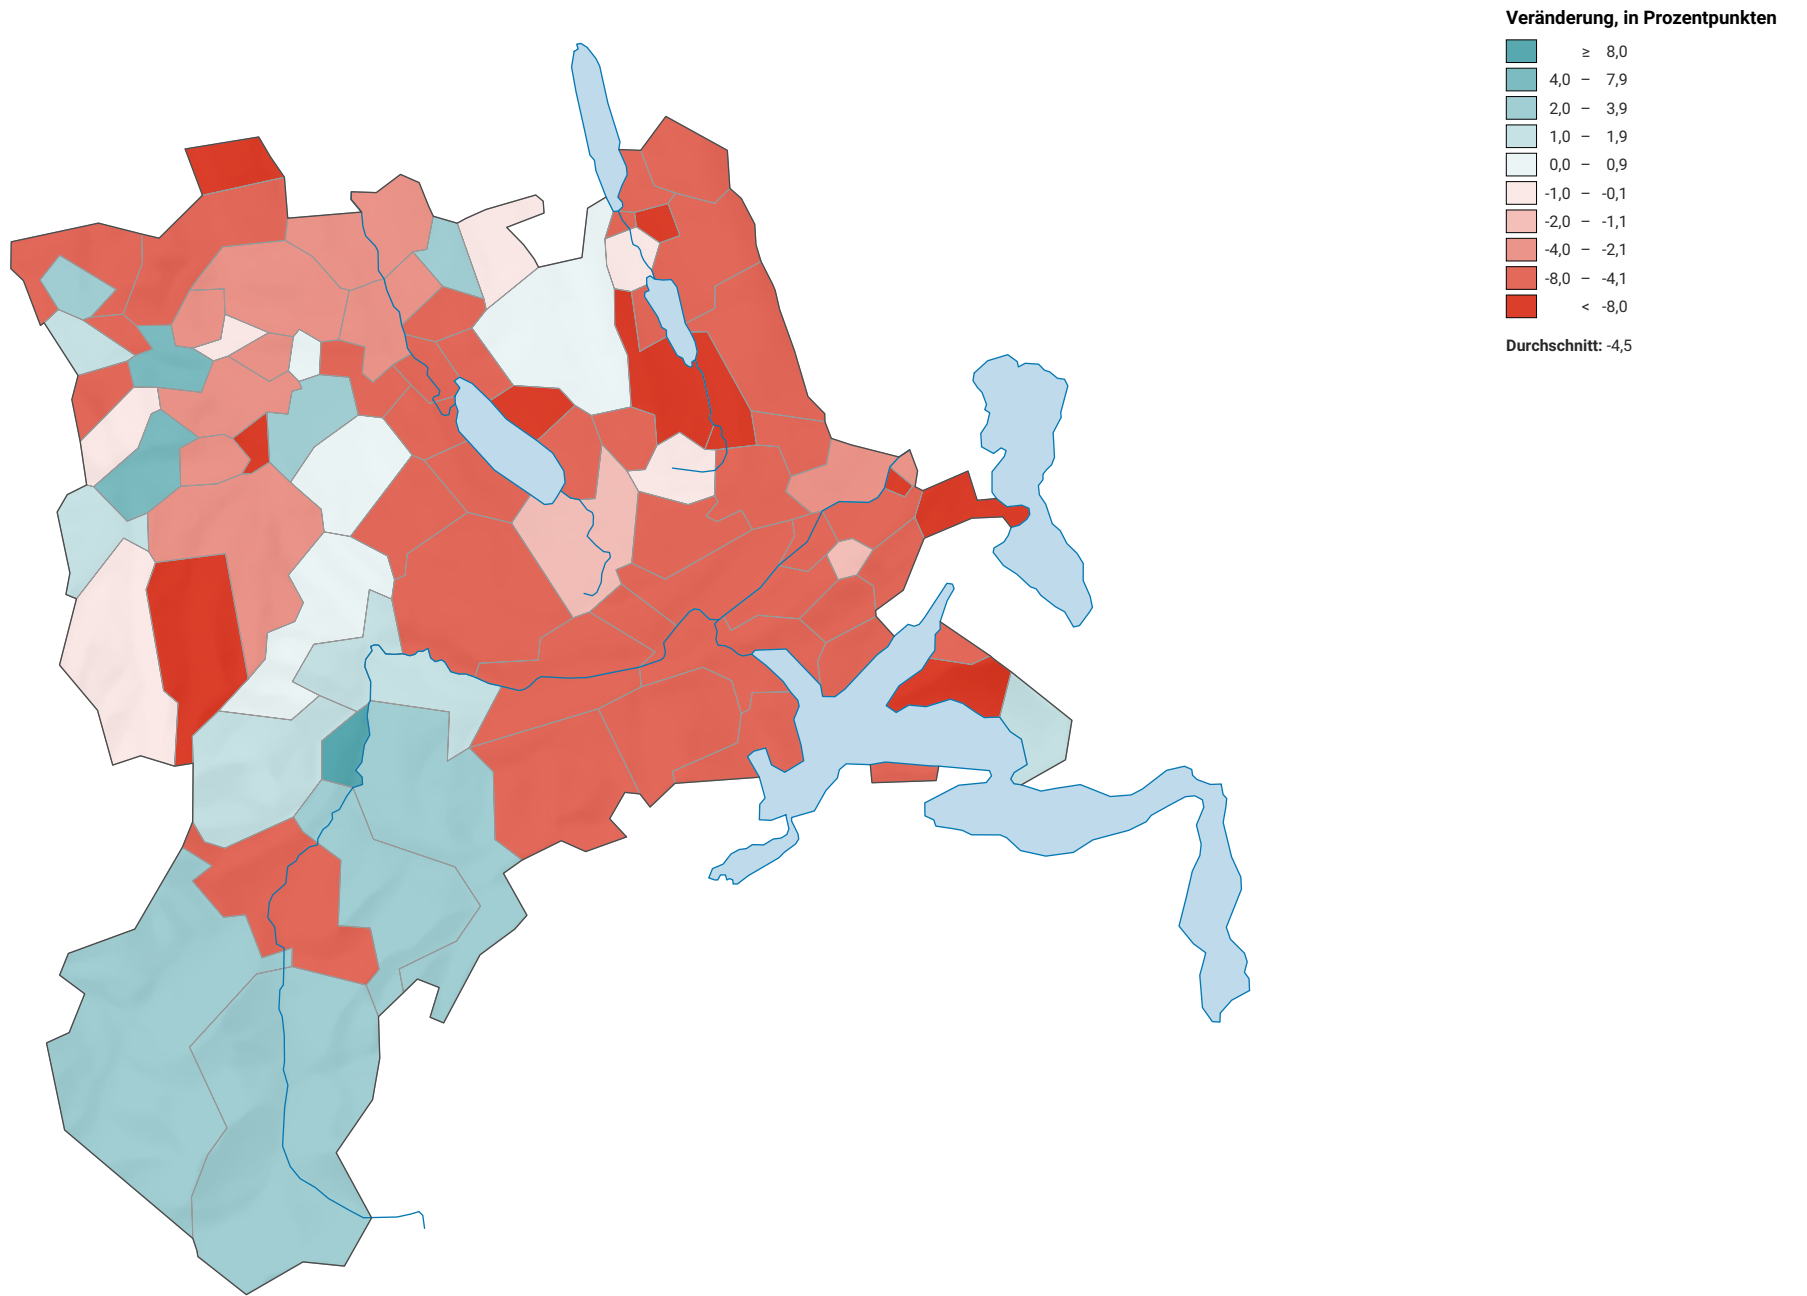 Veränderung, in Prozentpunkten
≥ 8,0
4,0 – 7,9
2,0 – 3,9
1,0 – 1,9
0,0 – 0,9
-1,0 – -0,1
-2,0 – -1,1
-4,0 – -2,1
-8,0 – -4,1
< -8,0
Durchschnitt: -4,5